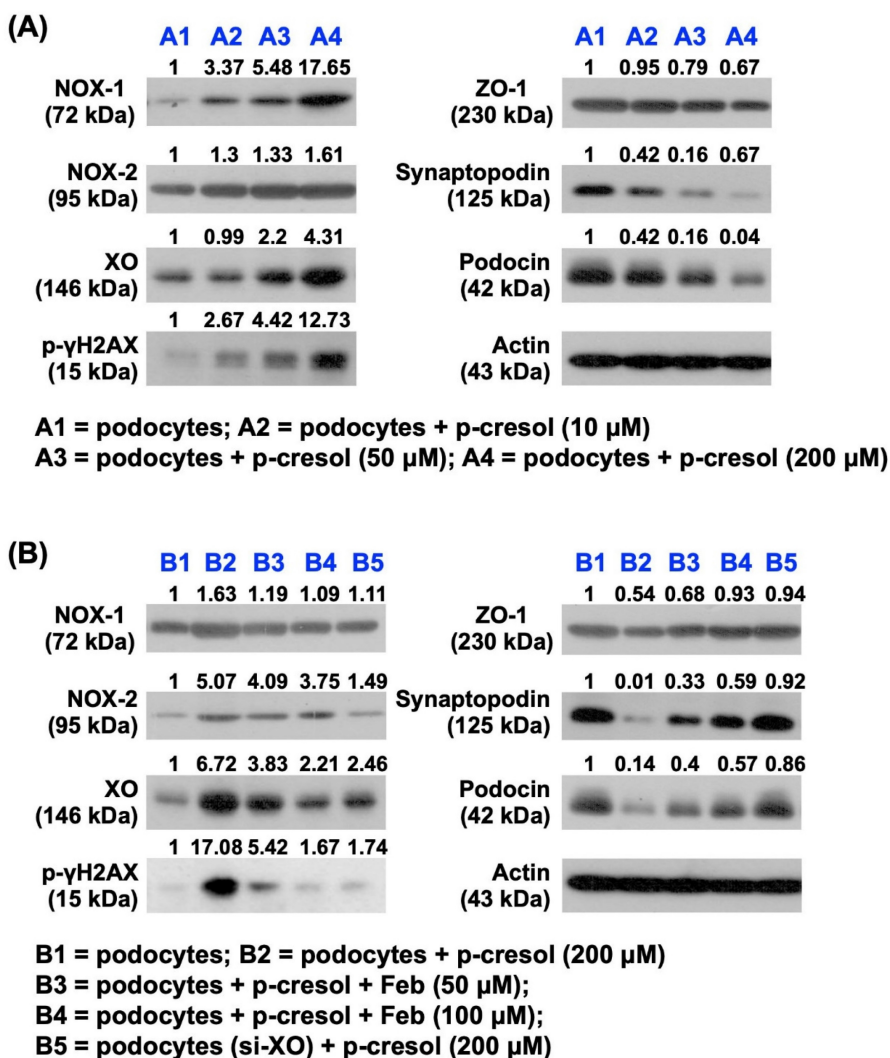 (A)
A1 A2 A3 A4
1 3.37 5.48 17.65
NOX-1
(72 kDa)
1 1.3 1.33 1.61
NOX-2
(95 kDa)
1 0.99 2.2 4.31
XO
(146 kDa)
1 2.67 4.42 12.73
p-γH2AX
(15 kDa)
A1 A2 A3 A4
1 0.95 0.79 0.67
ZO-1
(230 kDa)
1 0.42 0.16 0.67
Synaptopodin
(125 kDa)
1 0.42 0.16 0.04
Podocin
(42 kDa)
Actin
(43 kDa)
A1 = podocytes; A2 = podocytes + p-cresol (10 µM)
A3 = podocytes + p-cresol (50 µM); A4 = podocytes + p-cresol (200 µM)
(B)
B1 B2 B3 B4 B5
1 1.63 1.19 1.09 1.11
NOX-1
(72 kDa)
1 5.07 4.09 3.75 1.49
NOX-2
(95 kDa)
1 6.72 3.83 2.21 2.46
XO
(146 kDa)
1 17.08 5.42 1.67 1.74
p-γH2AX
(15 kDa)
B1 B2 B3 B4 B5
1 0.54 0.68 0.93 0.94
ZO-1
(230 kDa)
1 0.01 0.33 0.59 0.92
Synaptopodin
(125 kDa)
1 0.14 0.4 0.57 0.86
Podocin
(42 kDa)
Actin
(43 kDa)
B1 = podocytes; B2 = podocytes + p-cresol (200 µM)
B3 = podocytes + p-cresol + Feb (50 µM);
B4 = podocytes + p-cresol + Feb (100 µM);
B5 = podocytes (si-XO) + p-cresol (200 µM)